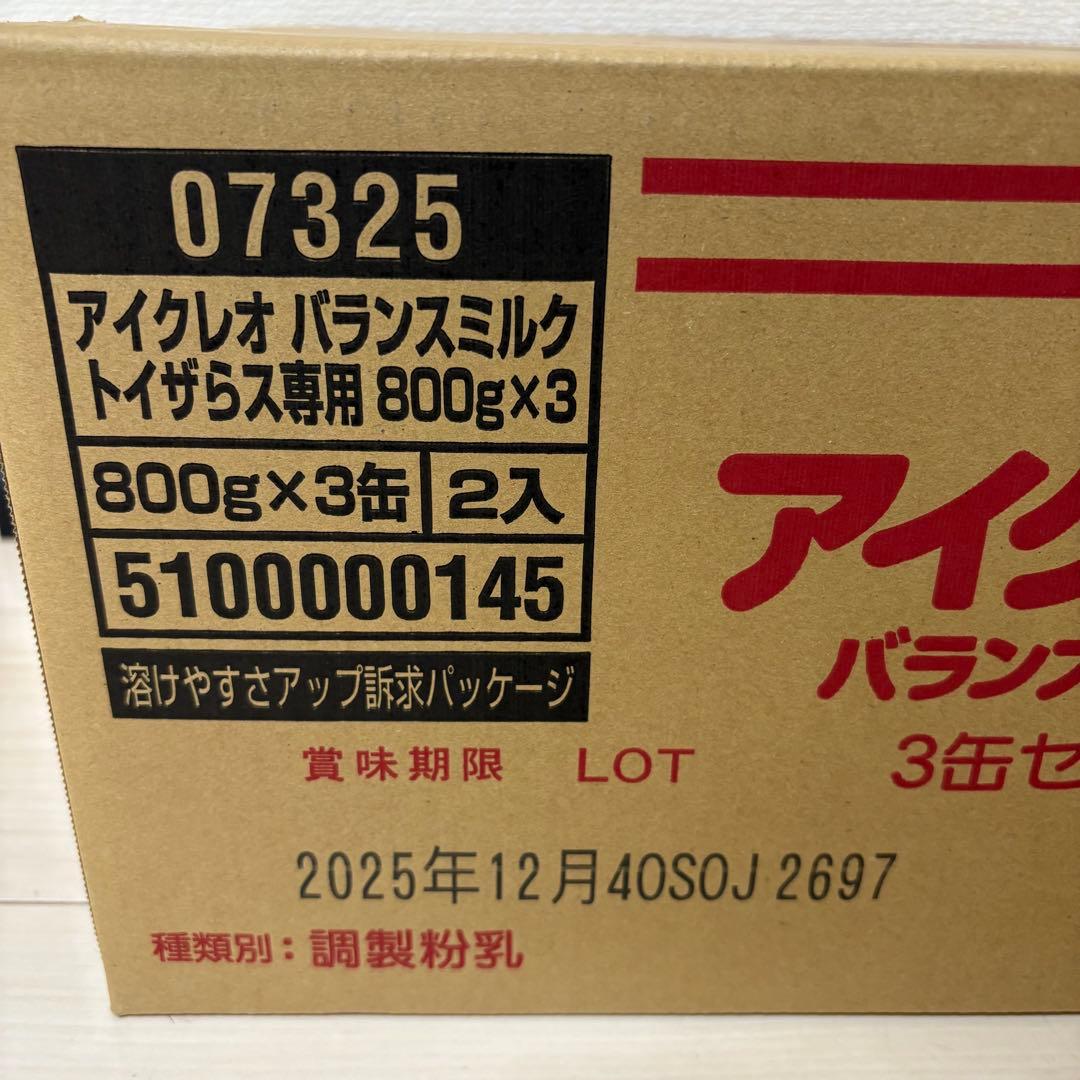 07325
アイクレオ バランスミルク
トイザらス専用 800g×3
800g×3缶 2入
5100000145
溶けやすさアップ訴求パッケージ
アイク
バランス
3缶セ
賞味期限 LOT
2025年12月40SOJ 2697
種類別：調製粉乳